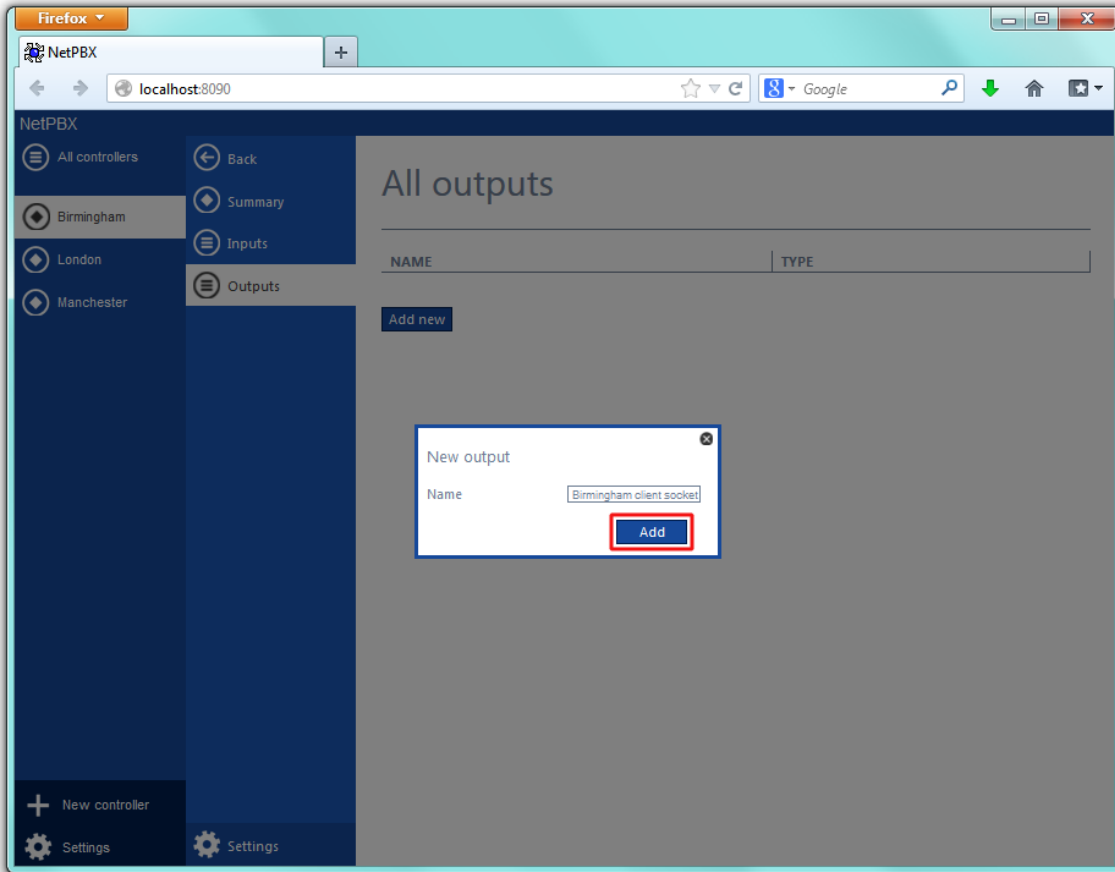 Firefox
NetPBX
localhost:8090
Google
NetPBX
All controllers
Birmingham
London
Manchester
New controller
Settings
Back
Summary
Inputs
Outputs
Settings
All outputs
NAME TYPE
Add new
New output
Name Birmingham client socket
Add